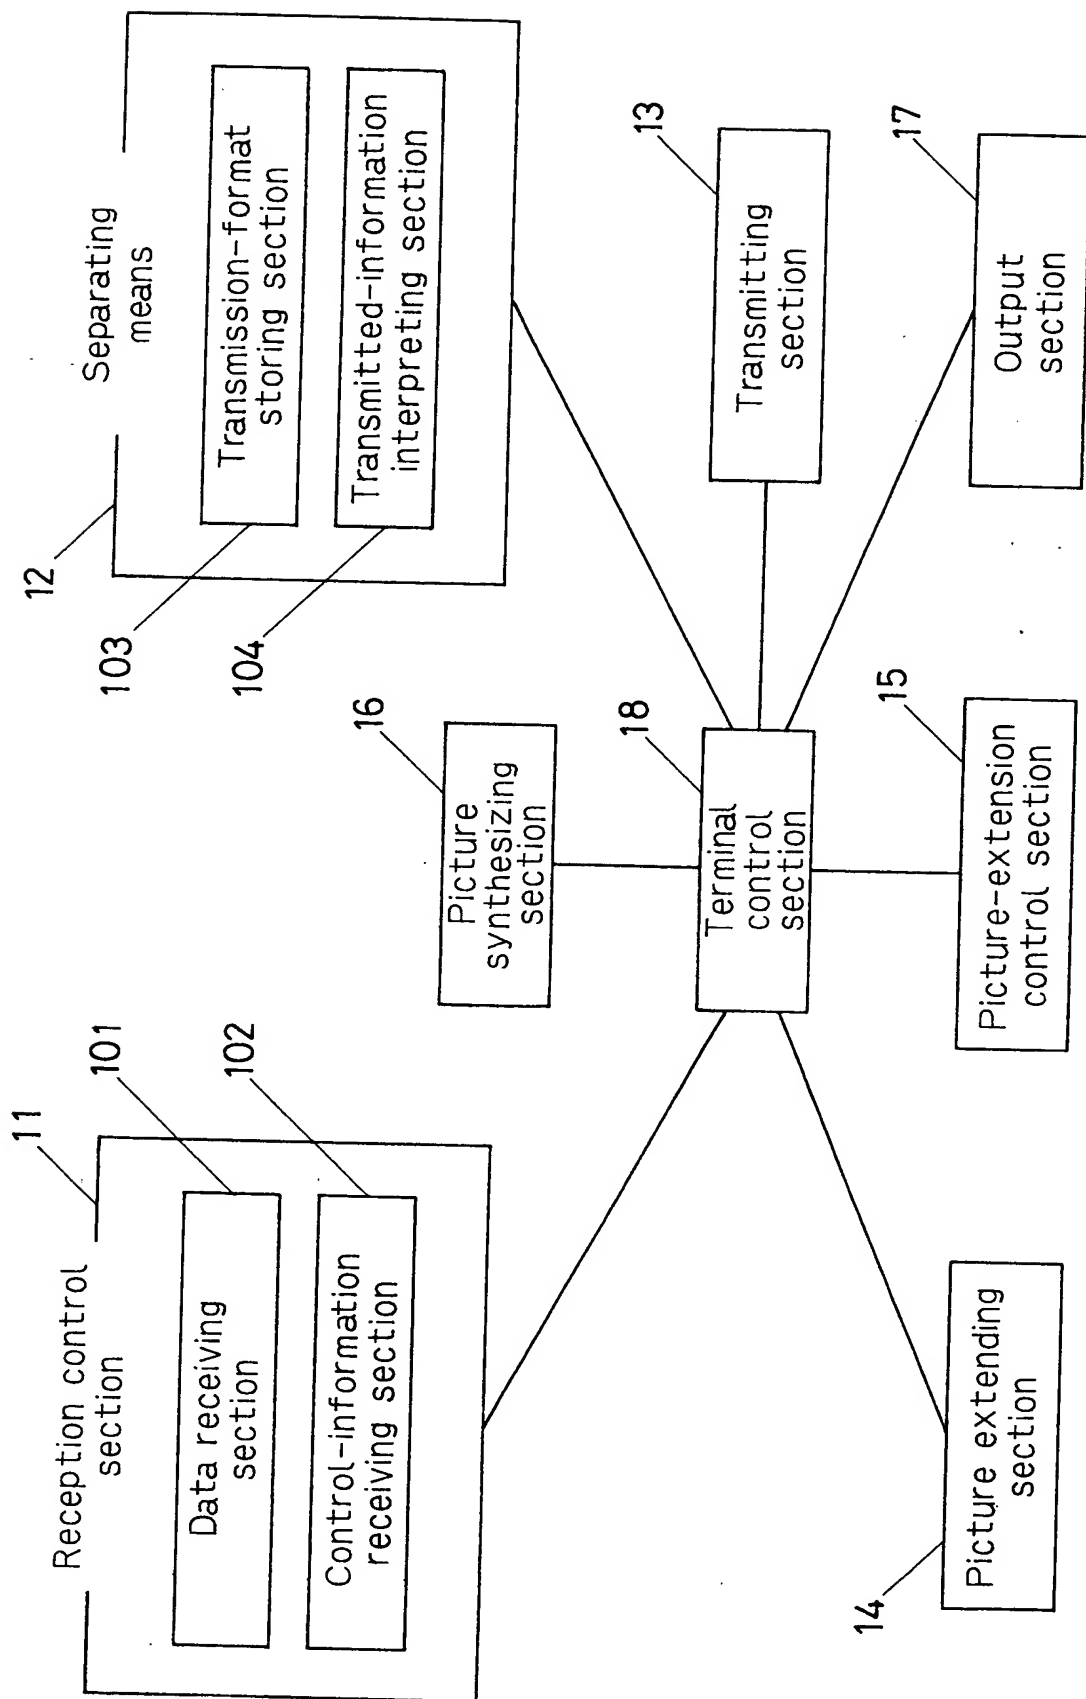 11
Reception control
section
101
Data receiving
section
102
Control-information
receiving section
12
Separating
means
103
Transmission-format
storing section
104
Transmitted-information
interpreting section
16
Picture
synthesizing
section
18
Terminal
control
section
13
Transmitting
section
14
Picture extending
section
15
Picture-extension
control section
17
Output
section